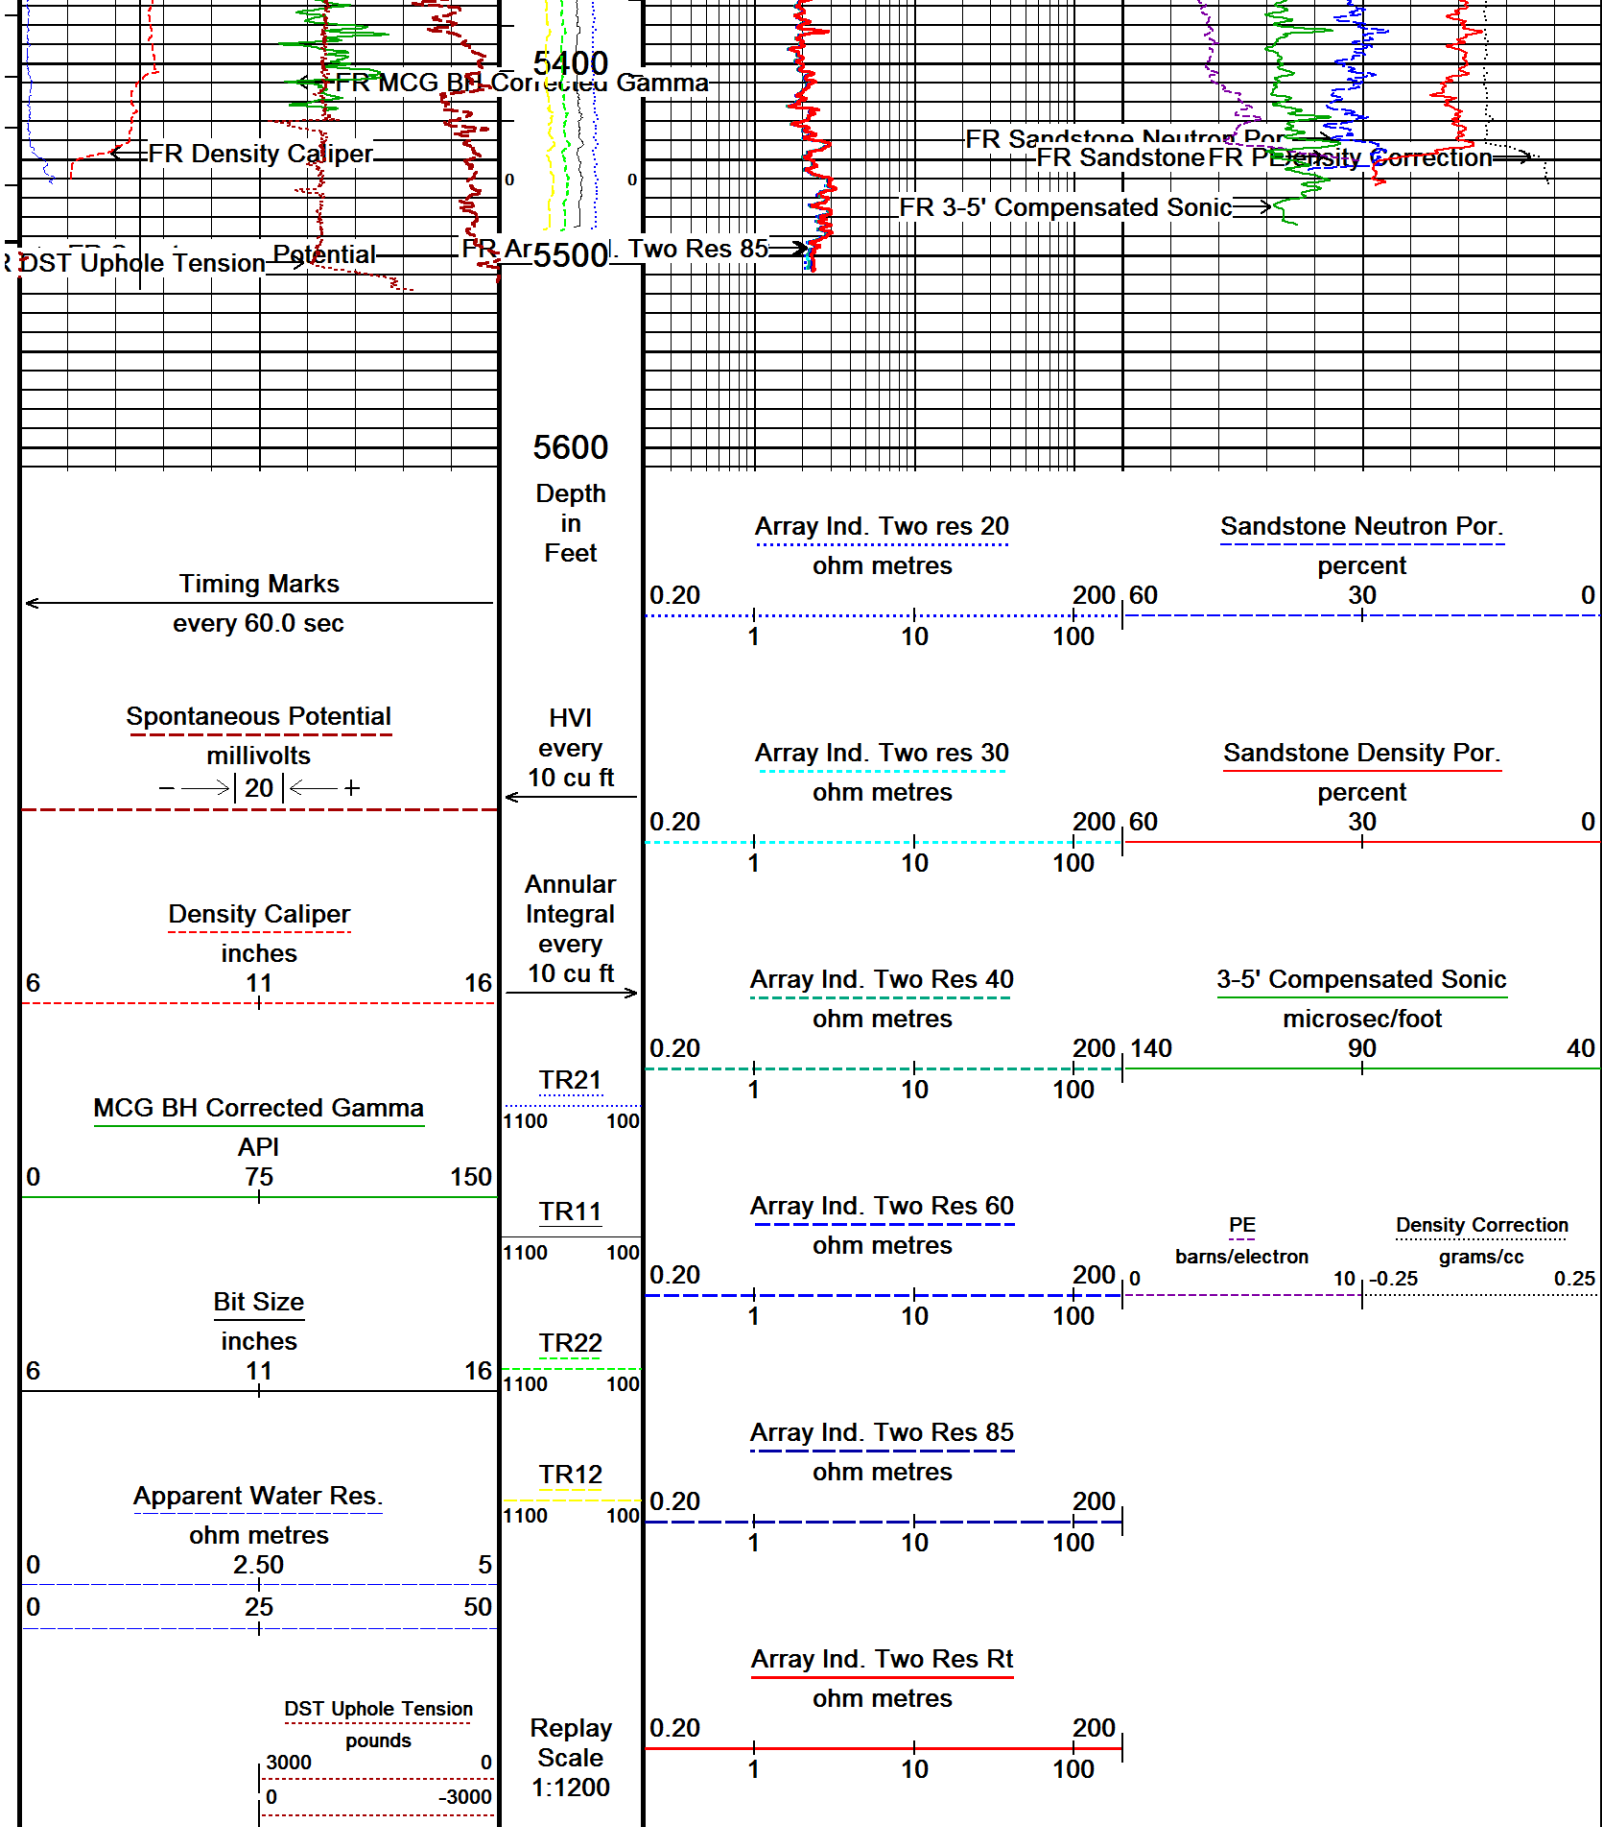 5400
FR MCG BH Corrected Gamma
FR Sandstone Neutron Por
FR Density Caliper
FR Sandstone FR PE Density Correction
0 0
FR 3-5' Compensated Sonic
Potential
FR Ar d. Two Res 85
R DST Uphole Tension
5500
5600
Depth
in
Feet
Timing Marks
every 60.0 sec
Spontaneous Potential
millivolts
− 20 +
Density Caliper
inches
6 11 16
MCG BH Corrected Gamma
API
0 75 150
Bit Size
inches
6 11 16
Apparent Water Res.
ohm metres
0 2.50 5
0 25 50
DST Uphole Tension
pounds
3000 0
0 -3000
HVI
every
10 cu ft
Annular
Integral
every
10 cu ft
TR21
1100 100
TR11
1100 100
TR22
1100 100
TR12
1100 100
Replay
Scale
1:1200
Array Ind. Two res 20
ohm metres
0.20 200
1 10 100
Array Ind. Two res 30
ohm metres
0.20 200
1 10 100
Array Ind. Two Res 40
ohm metres
0.20 200
1 10 100
Array Ind. Two Res 60
ohm metres
0.20 200
1 10 100
Array Ind. Two Res 85
ohm metres
0.20 200
1 10 100
Array Ind. Two Res Rt
ohm metres
0.20 200
1 10 100
Sandstone Neutron Por.
percent
60 30 0
Sandstone Density Por.
percent
60 30 0
3-5' Compensated Sonic
microsec/foot
140 90 40
PE
barns/electron
0 10
Density Correction
grams/cc
-0.25 0.25